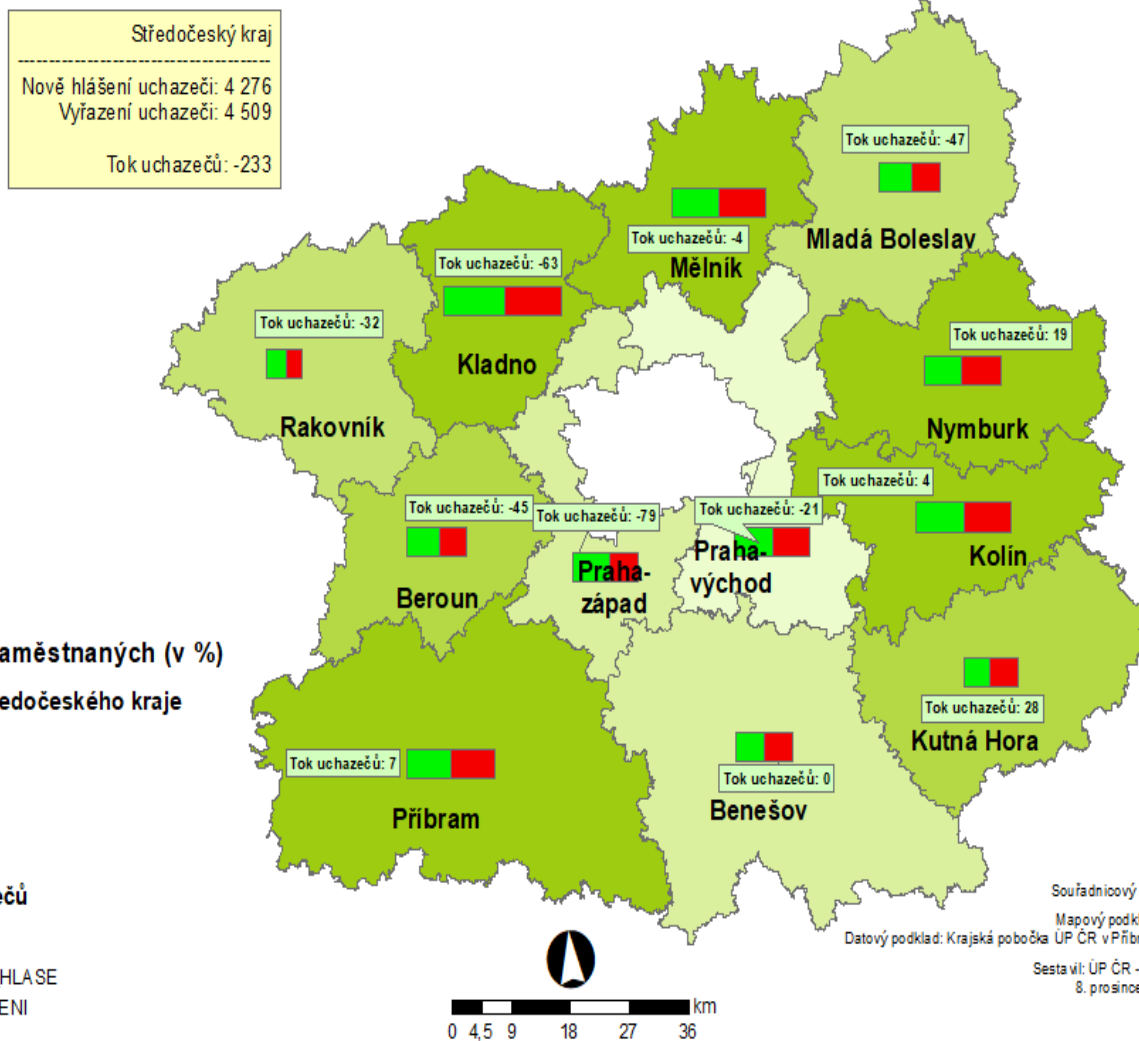 Středočeský kraj
------------------------------------------
Nově hlášení uchazeči: 4 276
Vyřazení uchazeči: 4 509
Tok uchazečů: -233
Tok uchazečů: -47
Mladá Boleslav
Tok uchazečů: -4
Mělník
Tok uchazečů: -63
Kladno
Tok uchazečů: -32
Rakovník
Tok uchazečů: 19
Nymburk
Tok uchazečů: 4
Kolín
Tok uchazečů: -45
Beroun
Tok uchazečů: -79
Praha-
západ
Tok uchazečů: -21
Praha-
východ
Tok uchazečů: 28
Kutná Hora
Tok uchazečů: 7
Příbram
Tok uchazečů: 0
Benešov
aměstnaných (v %)
edočeského kraje
ečů
HLASE
ENI
km
0 4,5 9 18 27 36
Souřadnicový
Mapový podkl
Datový podklad: Krajská pobočka ÚP ČR v Příbr
Sestavil: ÚP ČR -
8. prosince